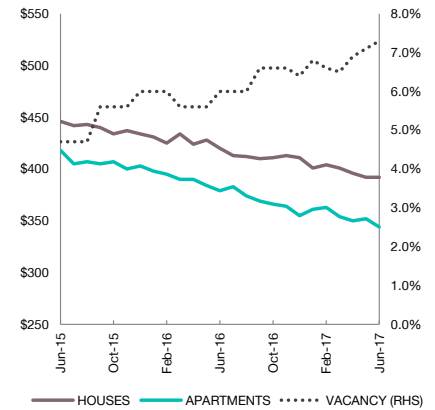 $550
$500
$450
$400
$350
$300
$250
8.0%
7.0%
6.0%
5.0%
4.0%
3.0%
2.0%
1.0%
0.0%
Jun-15
Oct-15
Feb-16
Jun-16
Oct-16
Feb-17
Jun-17
HOUSES APARTMENTS VACANCY (RHS)